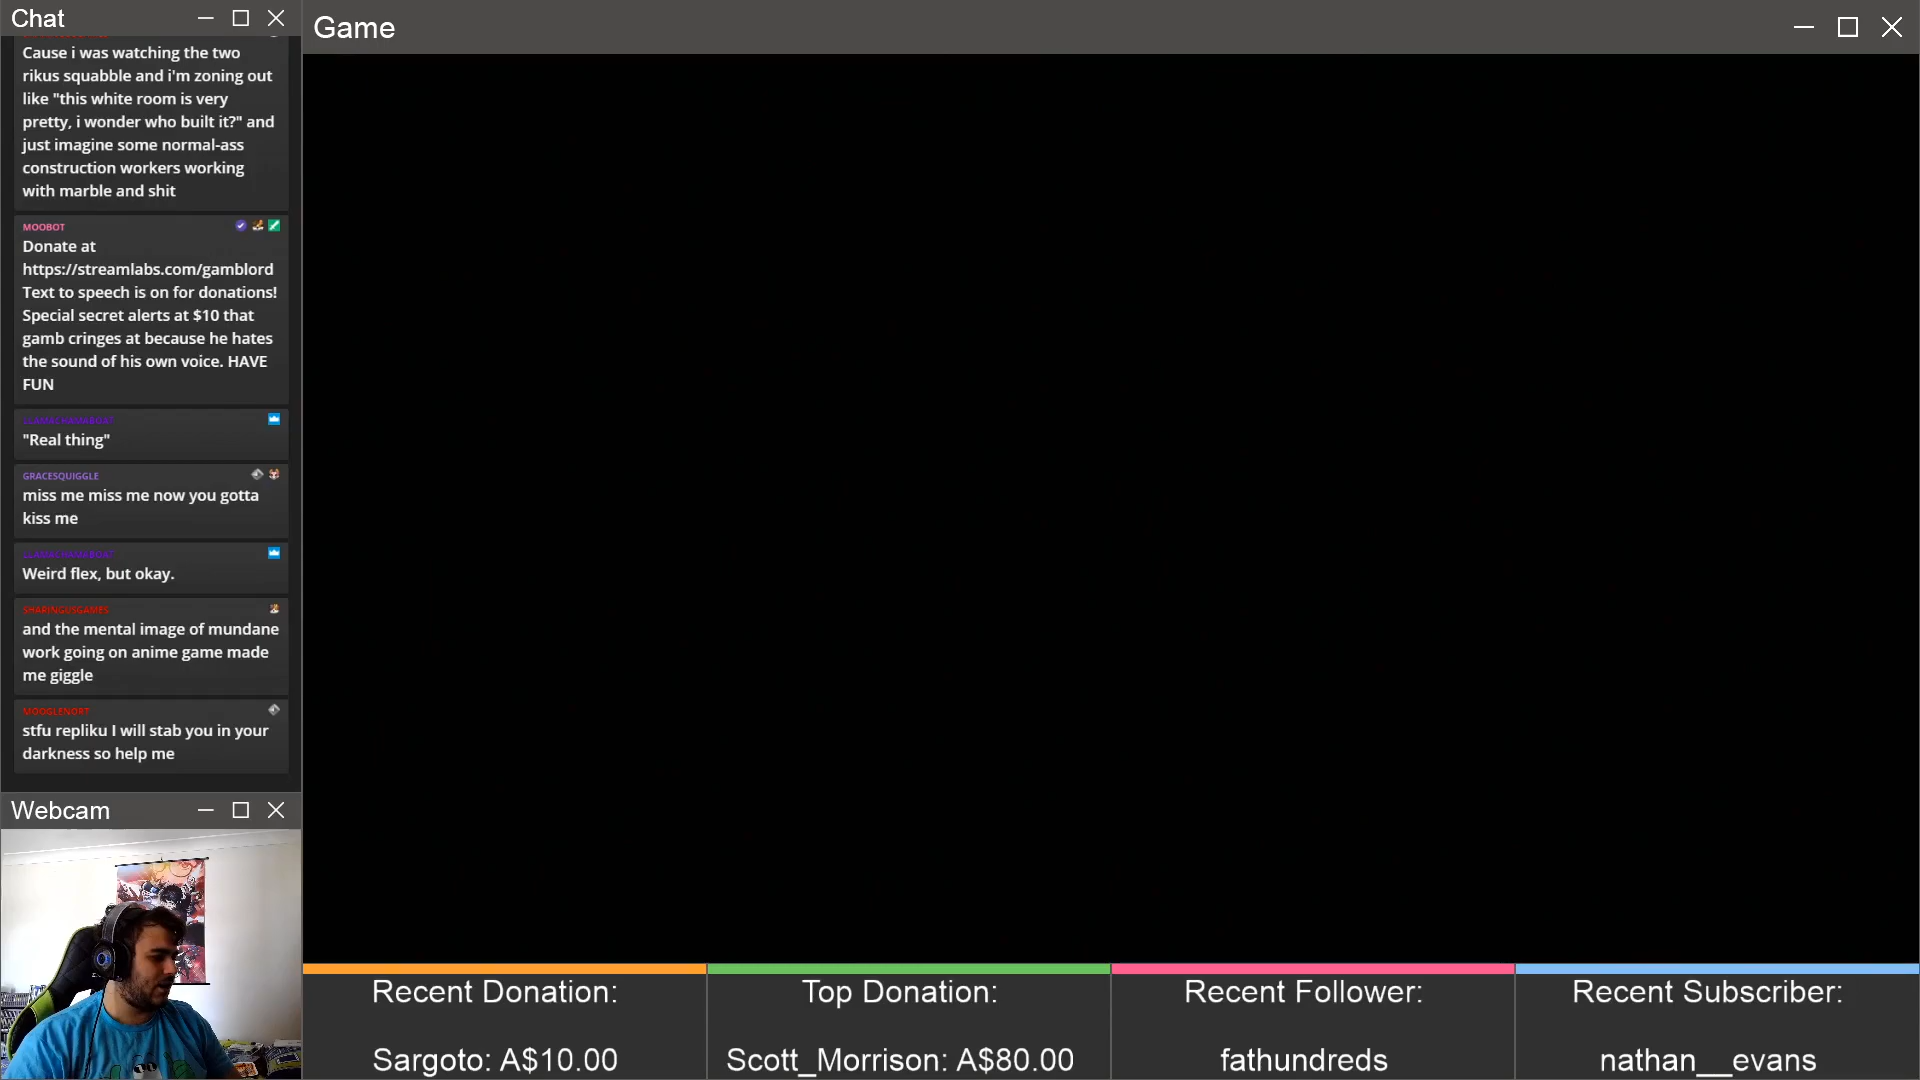 Chat
Cause i was watching the two
rikus squabble and i'm zoning out
like "this white room is very
pretty, i wonder who built it?" and
just imagine some normal-ass
construction workers working
with marble and shit
MOOBOT
Donate at
https://streamlabs.com/gamblord
Text to speech is on for donations!
Special secret alerts at $10 that
gamb cringes at because he hates
the sound of his own voice. HAVE
FUN
LLAMACHAMABOAT
"Real thing"
GRACESQUIGGLE
miss me miss me now you gotta
kiss me
LLAMACHAMABOAT
Weird flex, but okay.
SHARINGUSGAMES
and the mental image of mundane
work going on anime game made
me giggle
MOOGLENORT
stfu repliku I will stab you in your
darkness so help me
Webcam
Game
Recent Donation:
Sargoto: A$10.00
Top Donation:
Scott_Morrison: A$80.00
Recent Follower:
fathundreds
Recent Subscriber:
nathan__evans